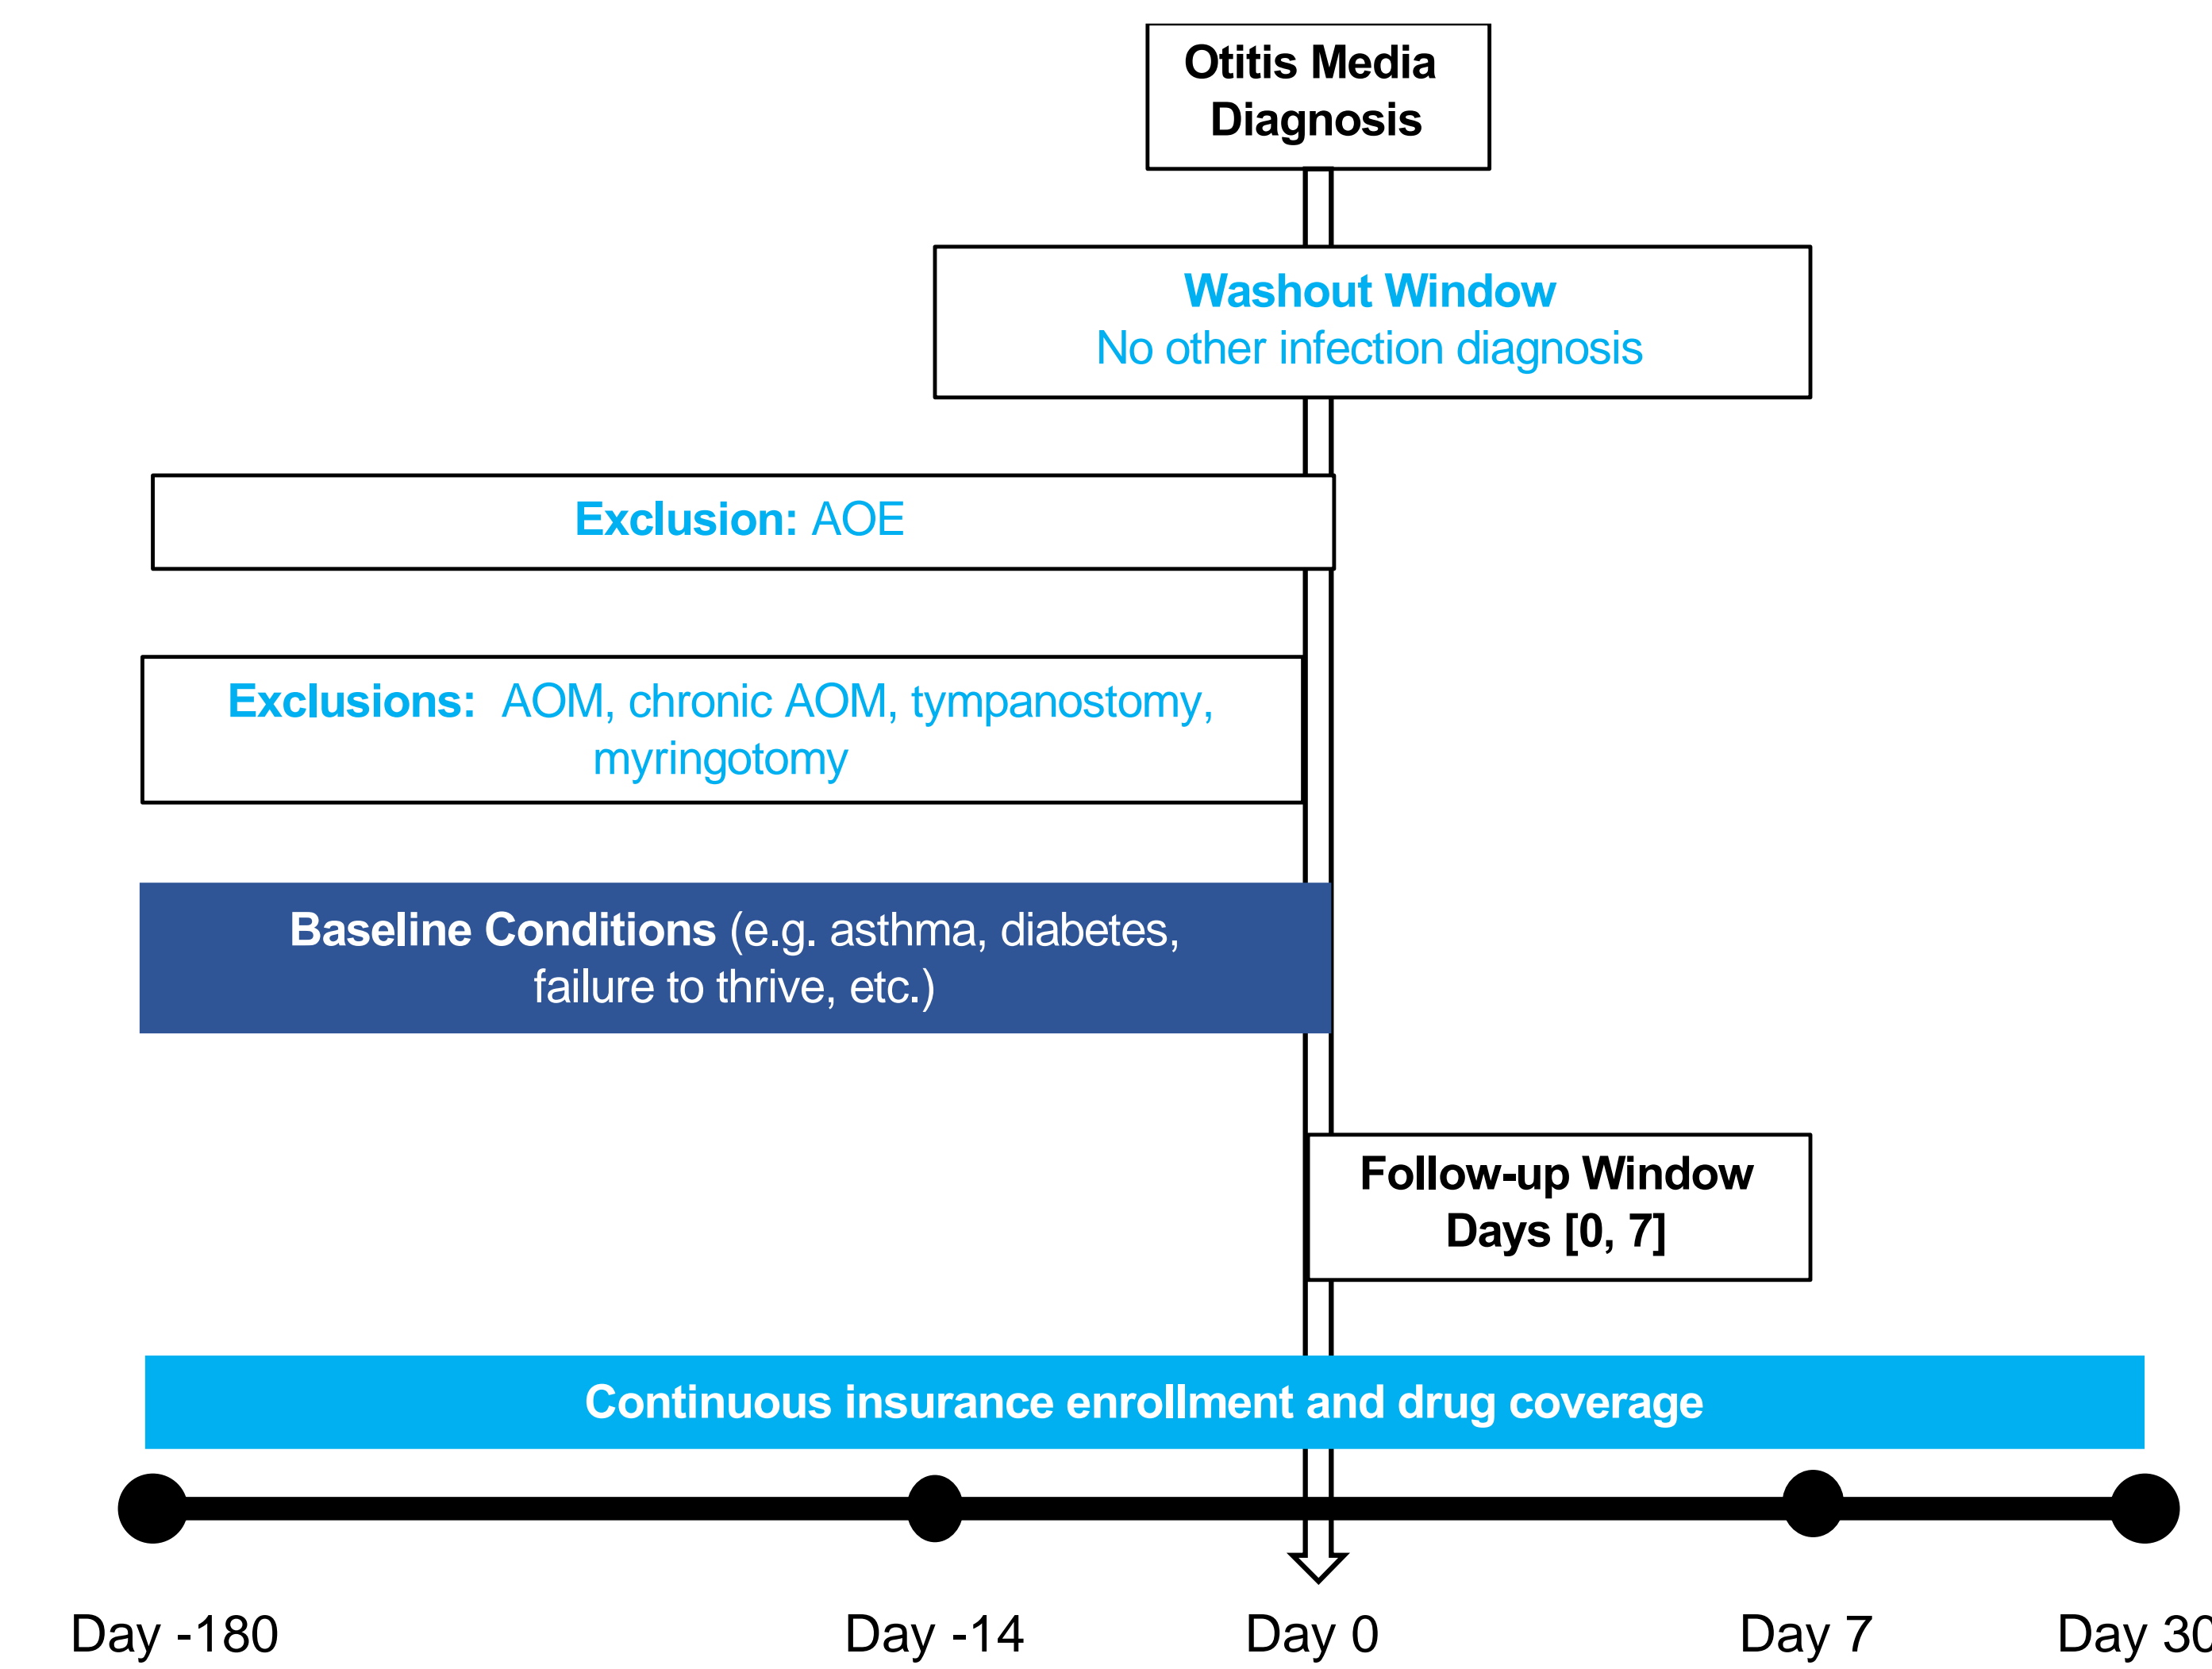 Otitis Media
Diagnosis
Washout Window
No other infection diagnosis
Exclusion: AOE
Exclusions: AOM, chronic AOM, tympanostomy,
myringotomy
Baseline Conditions (e.g. asthma, diabetes,
failure to thrive, etc.)
Follow-up Window
Days [0, 7]
Continuous insurance enrollment and drug coverage
Day -180
Day -14
Day 0
Day 7
Day 30